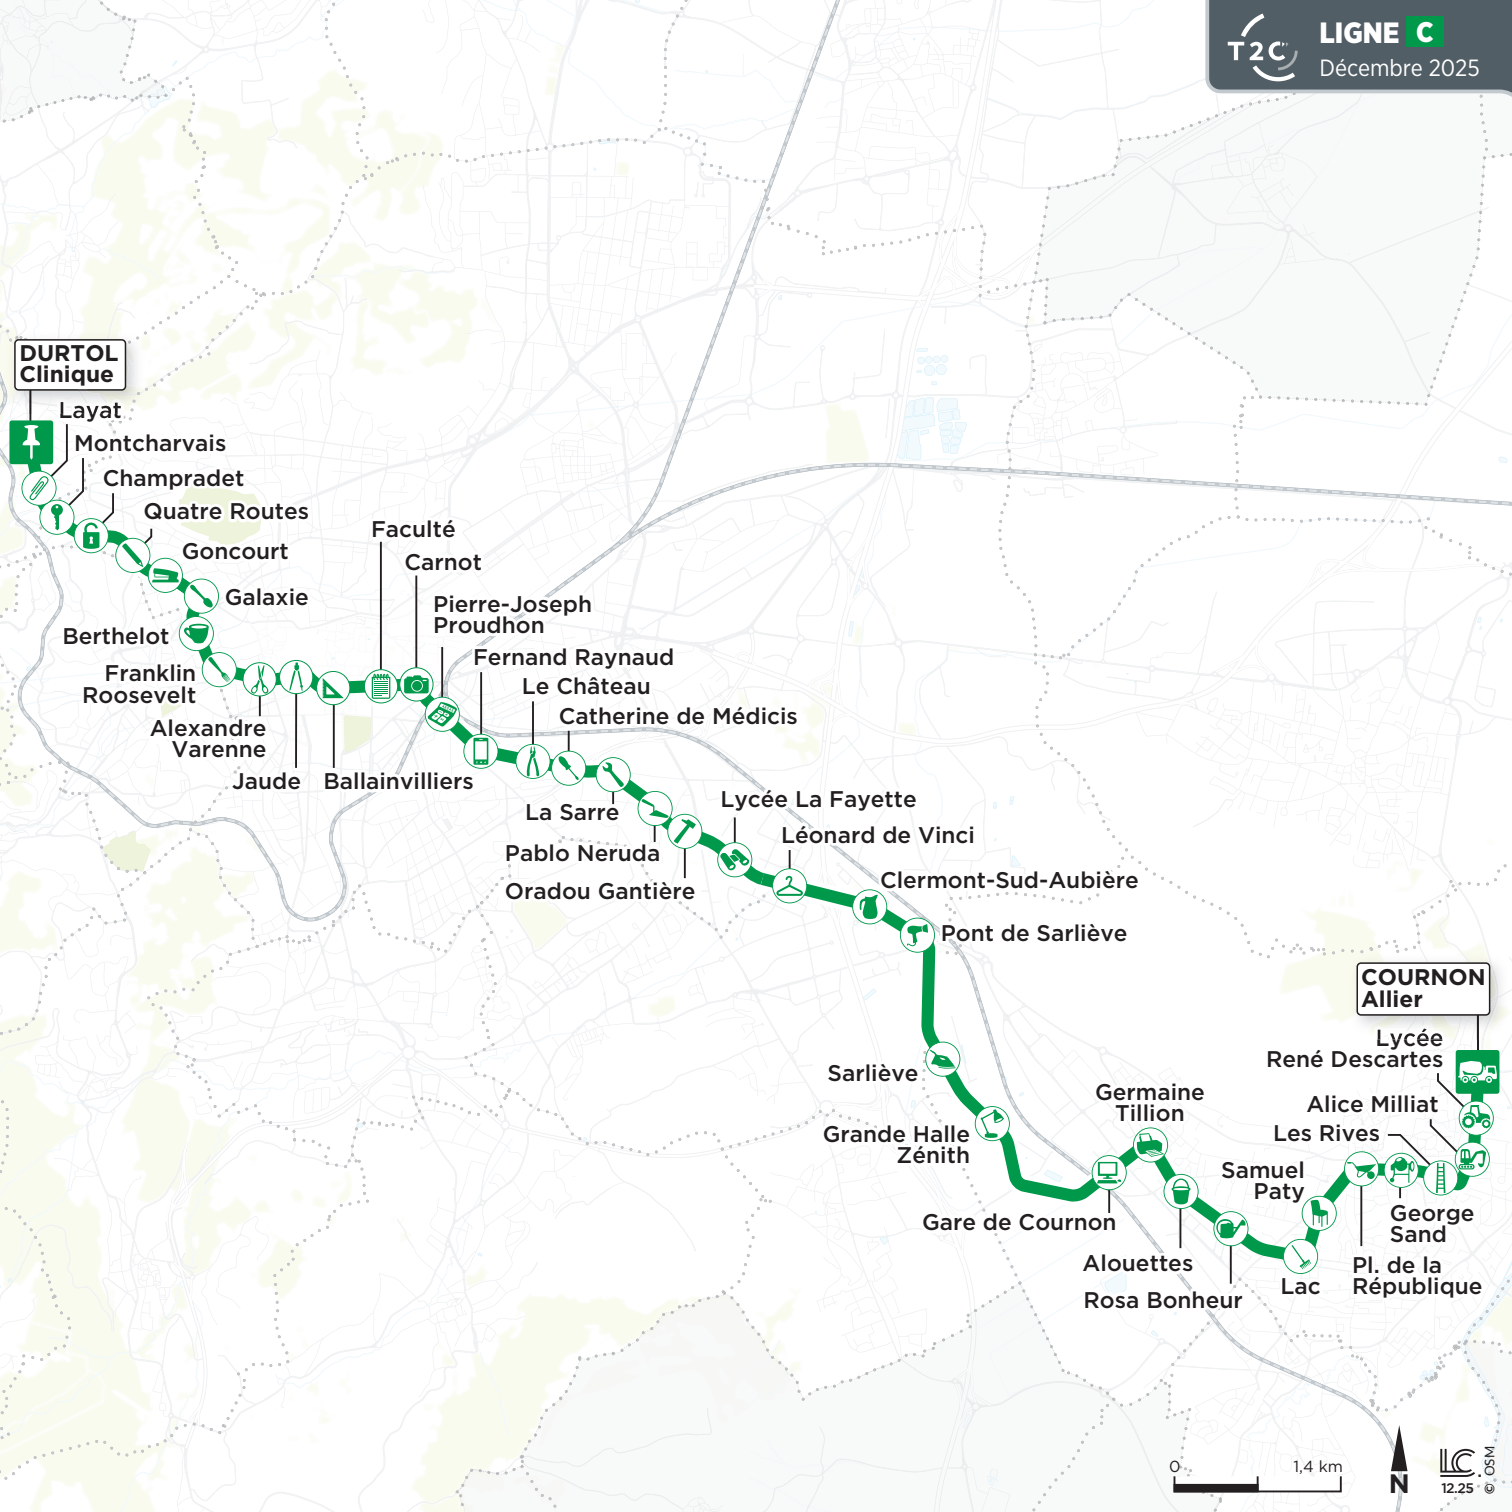 T2C
LIGNE C
Décembre 2025
DURTOL
Clinique
Layat
Montcharvais
Champradet
Quatre Routes
Goncourt
Galaxie
Berthelot
Franklin
Roosevelt
Alexandre
Varenne
Jaude
Ballainvilliers
Faculté
Carnot
Pierre-Joseph
Proudhon
Fernand Raynaud
Le Château
Catherine de Médicis
La Sarre
Pablo Neruda
Oradou Gantière
Lycée La Fayette
Léonard de Vinci
Clermont-Sud-Aubière
Pont de Sarliève
Sarliève
Grande Halle
Zénith
Gare de Cournon
Germaine
Tillion
Alouettes
Rosa Bonheur
Lac
Samuel
Paty
Pl. de la
République
George
Sand
Les Rives
Alice Milliat
Lycée
René Descartes
COURNON
Allier
0 1,4 km
N
LC
12.25
© OSM